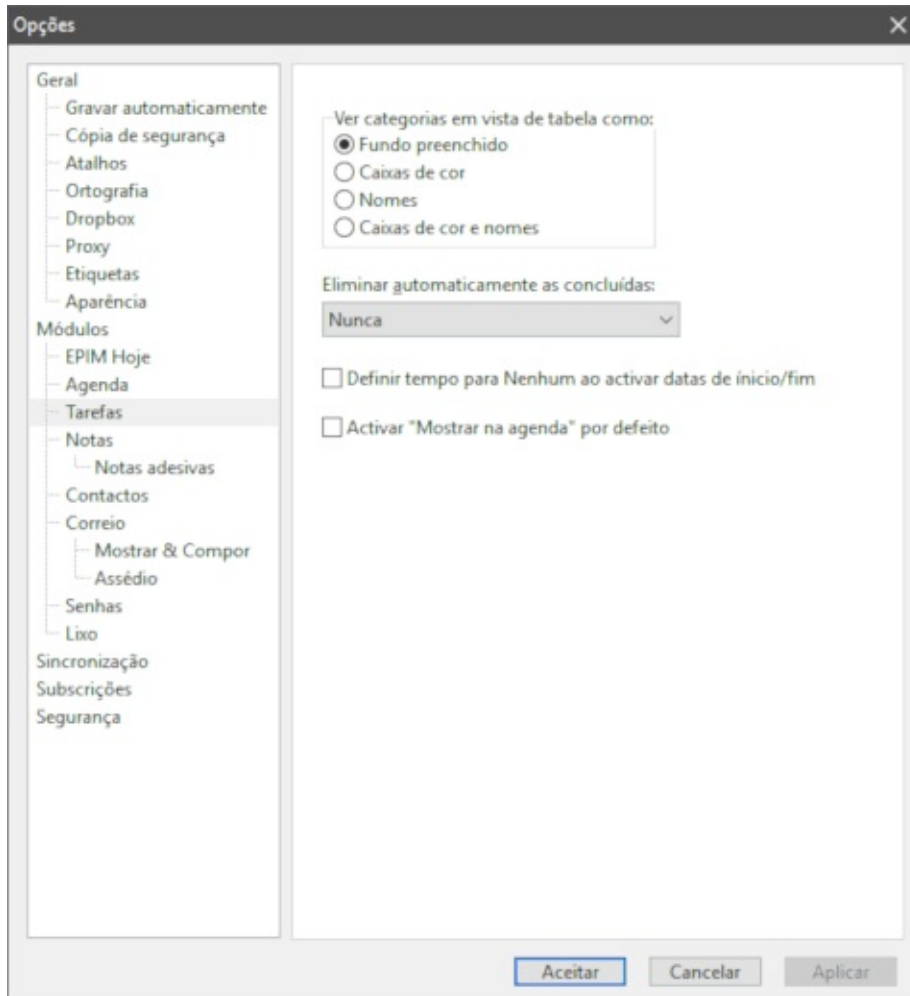 Opções
Geral
Gravar automaticamente
Cópia de segurança
Atalhos
Ortografia
Dropbox
Proxy
Etiquetas
Aparência
Módulos
EPIM Hoje
Agenda
Tarefas
Notas
Notas adesivas
Contactos
Correio
Mostrar & Compor
Assédio
Senhas
Lixo
Sincronização
Subscrições
Segurança
Ver categorias em vista de tabela como:
Fundo preenchido
Caixas de cor
Nomes
Caixas de cor e nomes
Eliminar automaticamente as concluídas:
Nunca
Definir tempo para Nenhum ao activar datas de ínicio/fim
Activar "Mostrar na agenda" por defeito
Aceitar
Cancelar
Aplicar